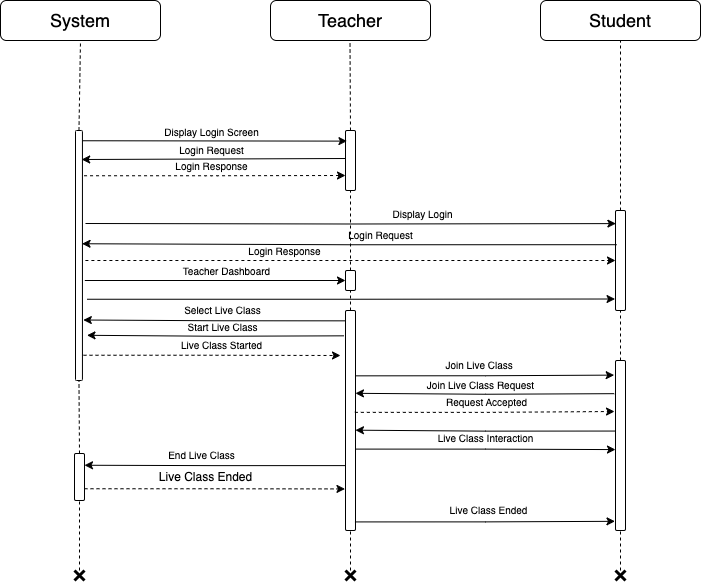 System
Teacher
Student
Display Login Screen
Login Request
Login Response
Display Login
Login Request
Login Response
Teacher Dashboard
Select Live Class
Start Live Class
Live Class Started
Join Live Class
Join Live Class Request
Request Accepted
Live Class Interaction
End Live Class
Live Class Ended
Live Class Ended